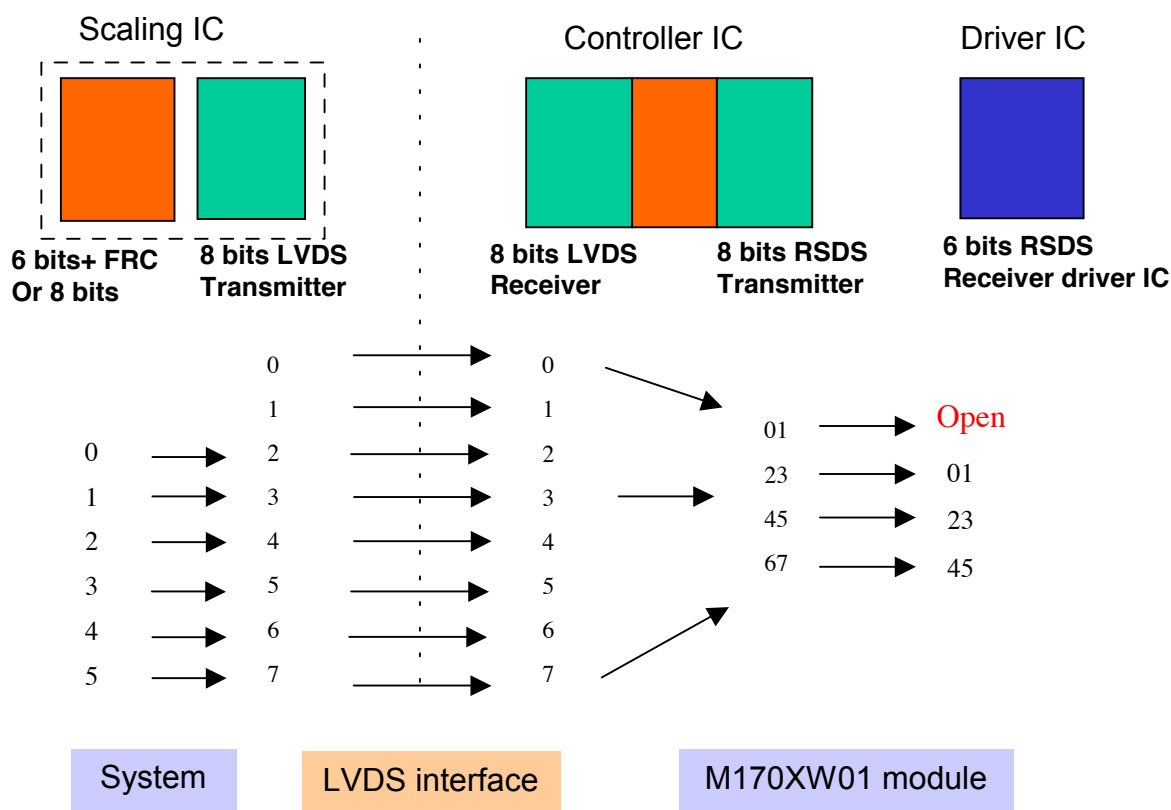 Scaling IC
Controller IC
Driver IC
6 bits+ FRC
Or 8 bits
8 bits LVDS
Transmitter
8 bits LVDS
Receiver
8 bits RSDS
Transmitter
6 bits RSDS
Receiver driver IC
0
1
2
3
4
5
0
1
2
3
4
5
6
7
0
1
2
3
4
5
6
7
01
23
45
67
Open
01
23
45
System
LVDS interface
M170XW01 module